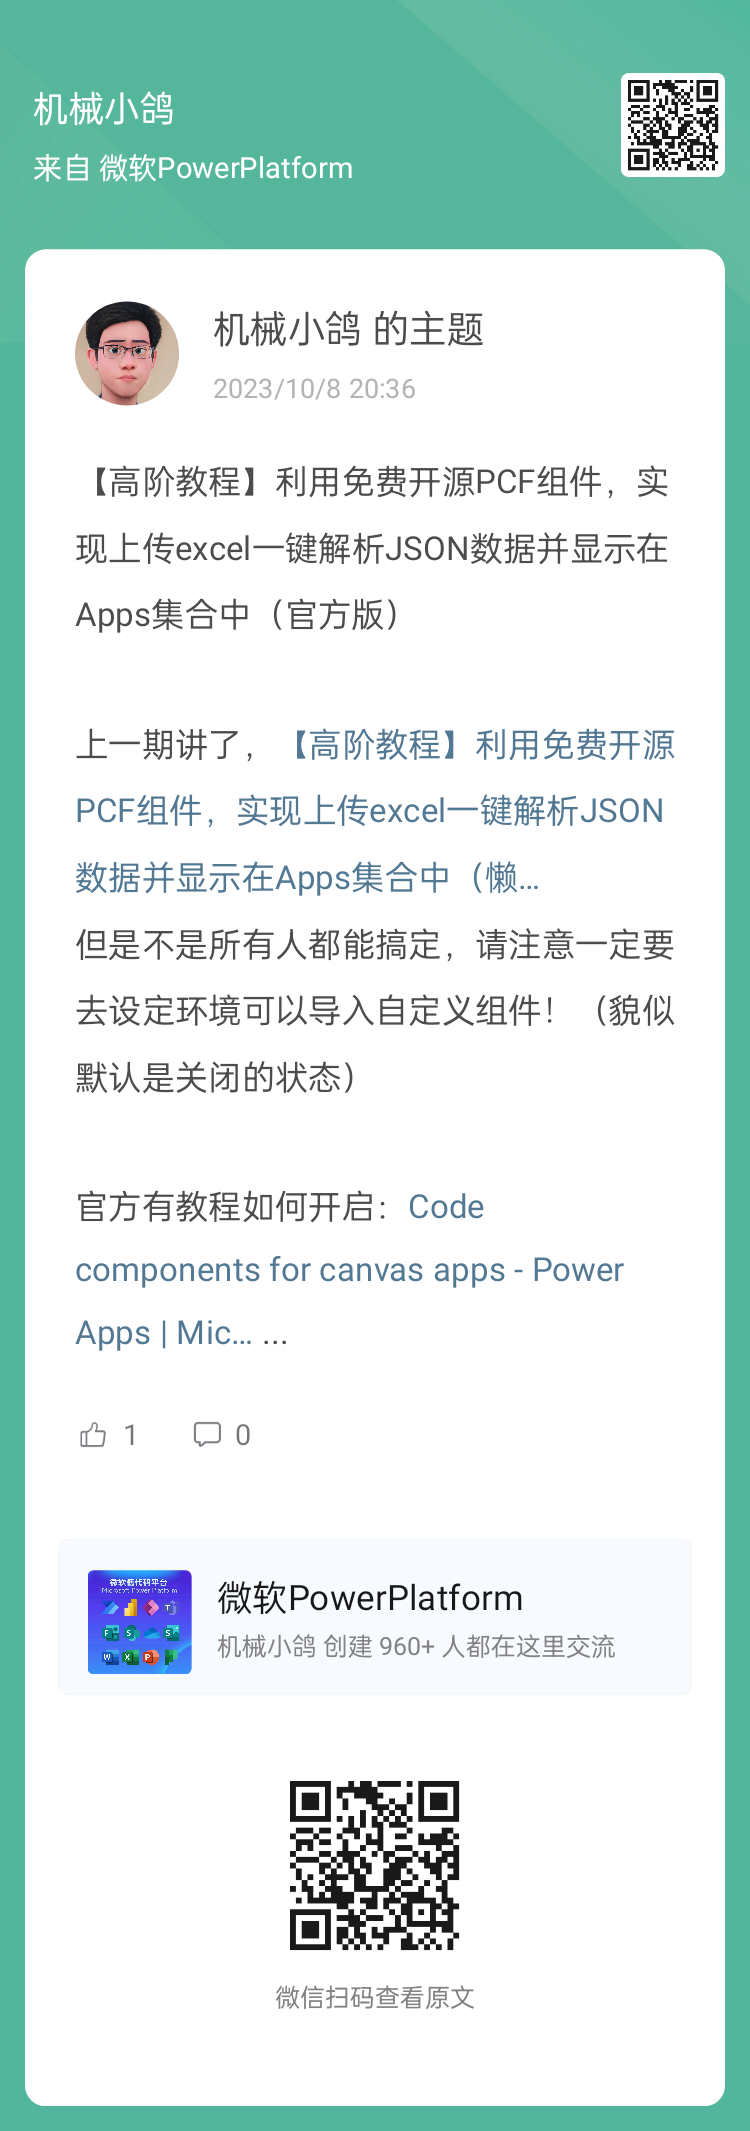 机械小鸽
来自 微软PowerPlatform
机械小鸽 的主题
2023/10/8 20:36
【高阶教程】利用免费开源PCF组件，实
现上传excel一键解析JSON数据并显示在
Apps集合中（官方版）
上一期讲了，【高阶教程】利用免费开源
PCF组件，实现上传excel一键解析JSON
数据并显示在Apps集合中（懒...
但是不是所有人都能搞定，请注意一定要
去设定环境可以导入自定义组件！（貌似
默认是关闭的状态）
官方有教程如何开启：Code
components for canvas apps - Power
Apps | Mic... ...
1
0
微软低代码平台
Microsoft Power Platform
微软PowerPlatform
机械小鸽 创建 960+ 人都在这里交流
微信扫码查看原文